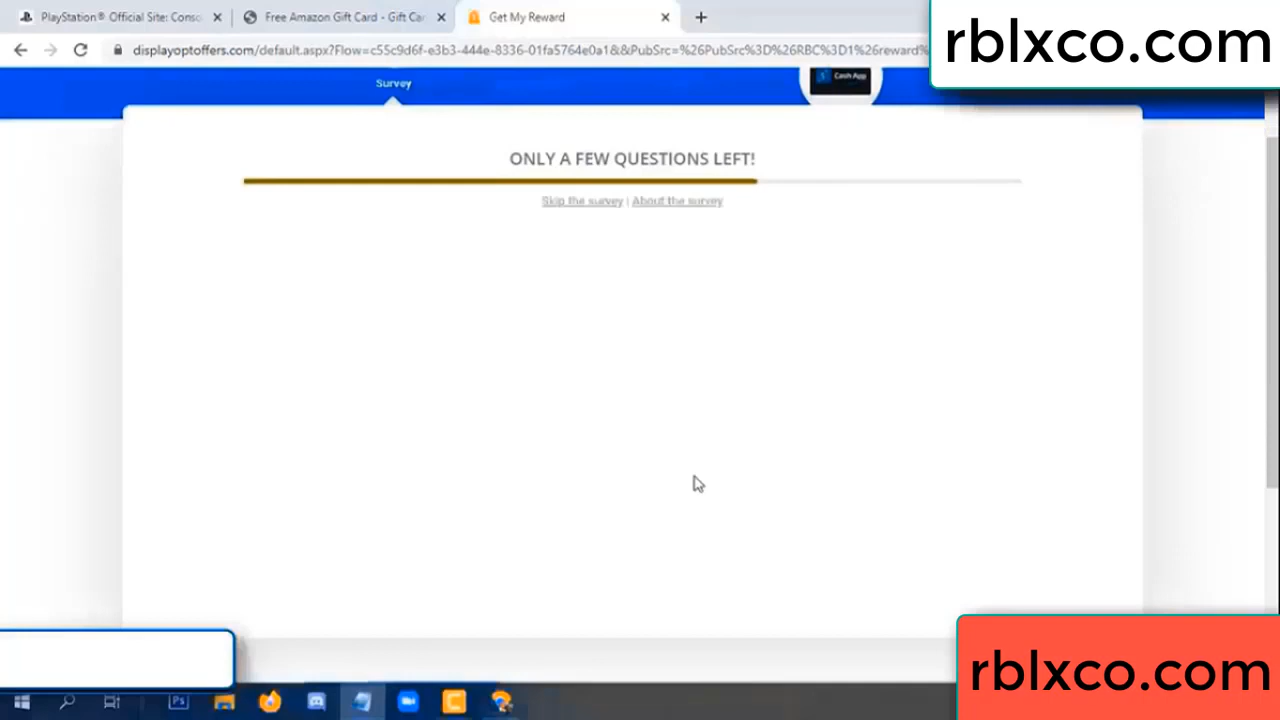 PlayStation® Official Site: Conso
Free Amazon Gift Card - Gift Car
Get My Reward
displayoptoffers.com/default.aspx?Flow=c55c9d6f-e3b3-444e-8336-01fa5764e0a1&&PubSrc=%26PubSrc%3D%26RBC%3D1%26reward%
rblxco.com
Survey
Cash App
ONLY A FEW QUESTIONS LEFT!
Skip the survey | About the survey
rblxco.com
Ps